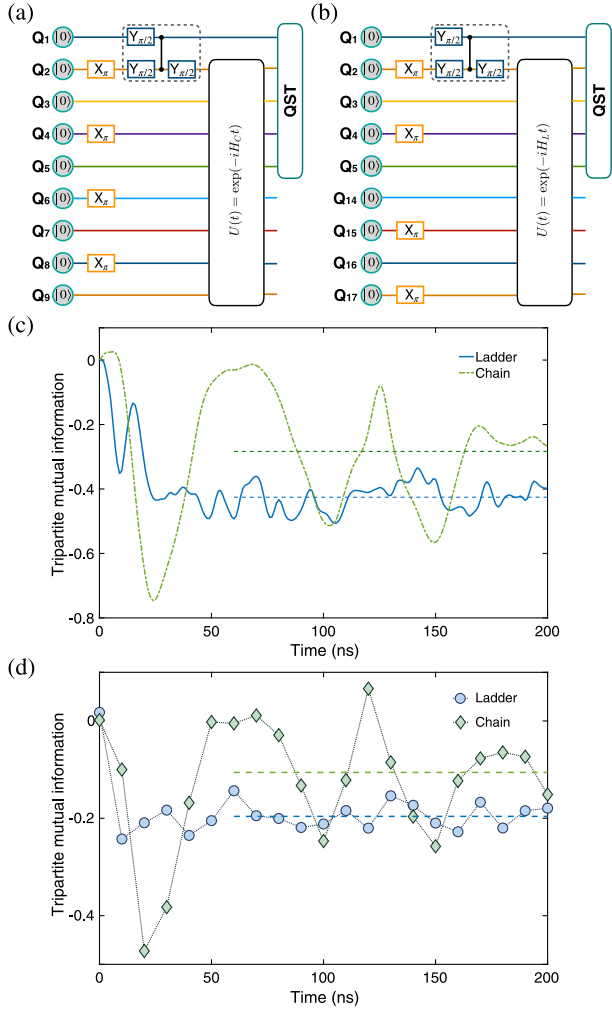 (a)
Q1 |0⟩ Yπ/2
Q2 |0⟩ Xπ Yπ/2 Yπ/2
Q3 |0⟩
Q4 |0⟩ Xπ
Q5 |0⟩
Q6 |0⟩ Xπ
Q7 |0⟩
Q8 |0⟩ Xπ
Q9 |0⟩
U(t) = exp(−iH_C t)
QST
(b)
Q1 |0⟩ Yπ/2
Q2 |0⟩ Xπ Yπ/2 Yπ/2
Q3 |0⟩
Q4 |0⟩ Xπ
Q5 |0⟩
Q14 |0⟩
Q15 |0⟩ Xπ
Q16 |0⟩
Q17 |0⟩ Xπ
U(t) = exp(−iH_L t)
QST
(c)
Tripartite mutual information
0
-0.2
-0.4
-0.6
-0.8
Ladder
Chain
0 50 100 150 200
Time (ns)
(d)
Tripartite mutual information
0
-0.2
-0.4
Ladder
Chain
0 50 100 150 200
Time (ns)